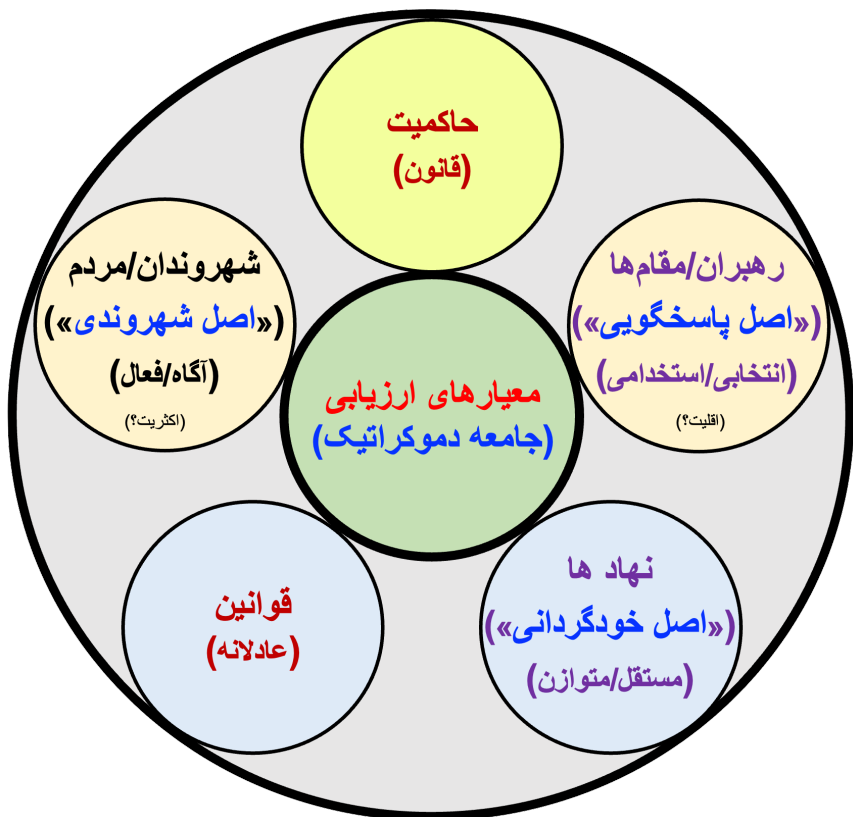 حاکمیت
(قانون)
رهبران/مقام‌ها
(«اصل پاسخگویی»)
(انتخابی/استخدامی)
(اقلیت؟)
شهروندان/مردم
(«اصل شهروندی»)
(آگاه/فعال)
(اکثریت؟)
معیارهای ارزیابی
(جامعه دموکراتیک)
نهاد ها
(«اصل خودگردانی»)
(مستقل/متوازن)
قوانین
(عادلانه)